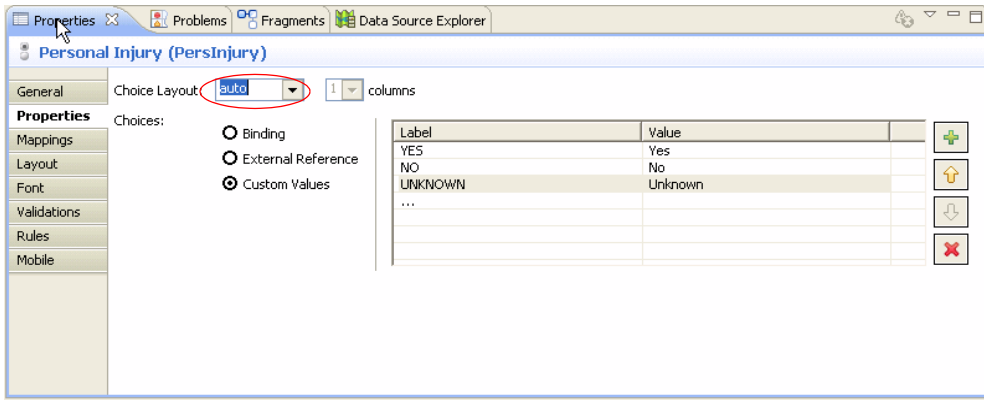 Properties Problems Fragments Data Source Explorer
Personal Injury (PersInjury)
General
Properties
Mappings
Layout
Font
Validations
Rules
Mobile
Choice Layout auto 1 columns
Choices:
Binding
External Reference
Custom Values
Label Value
YES Yes
NO No
UNKNOWN Unknown
...